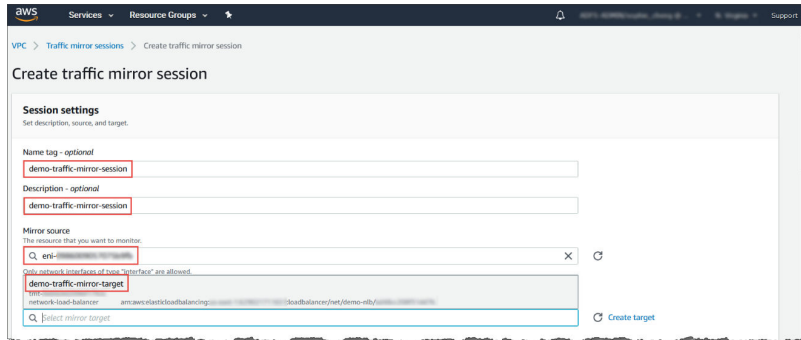 aws Services Resource Groups Support
VPC > Traffic mirror sessions > Create traffic mirror session
Create traffic mirror session
Session settings
Set description, source, and target.
Name tag - optional
demo-traffic-mirror-session
Description - optional
demo-traffic-mirror-session
Mirror source
The resource that you want to monitor.
eni-
Only network interfaces of type "interface" are allowed.
demo-traffic-mirror-target
network-load-balancer arn:aws:elasticloadbalancing: :loadbalancer/net/demo-nlb/
Select mirror target Create target